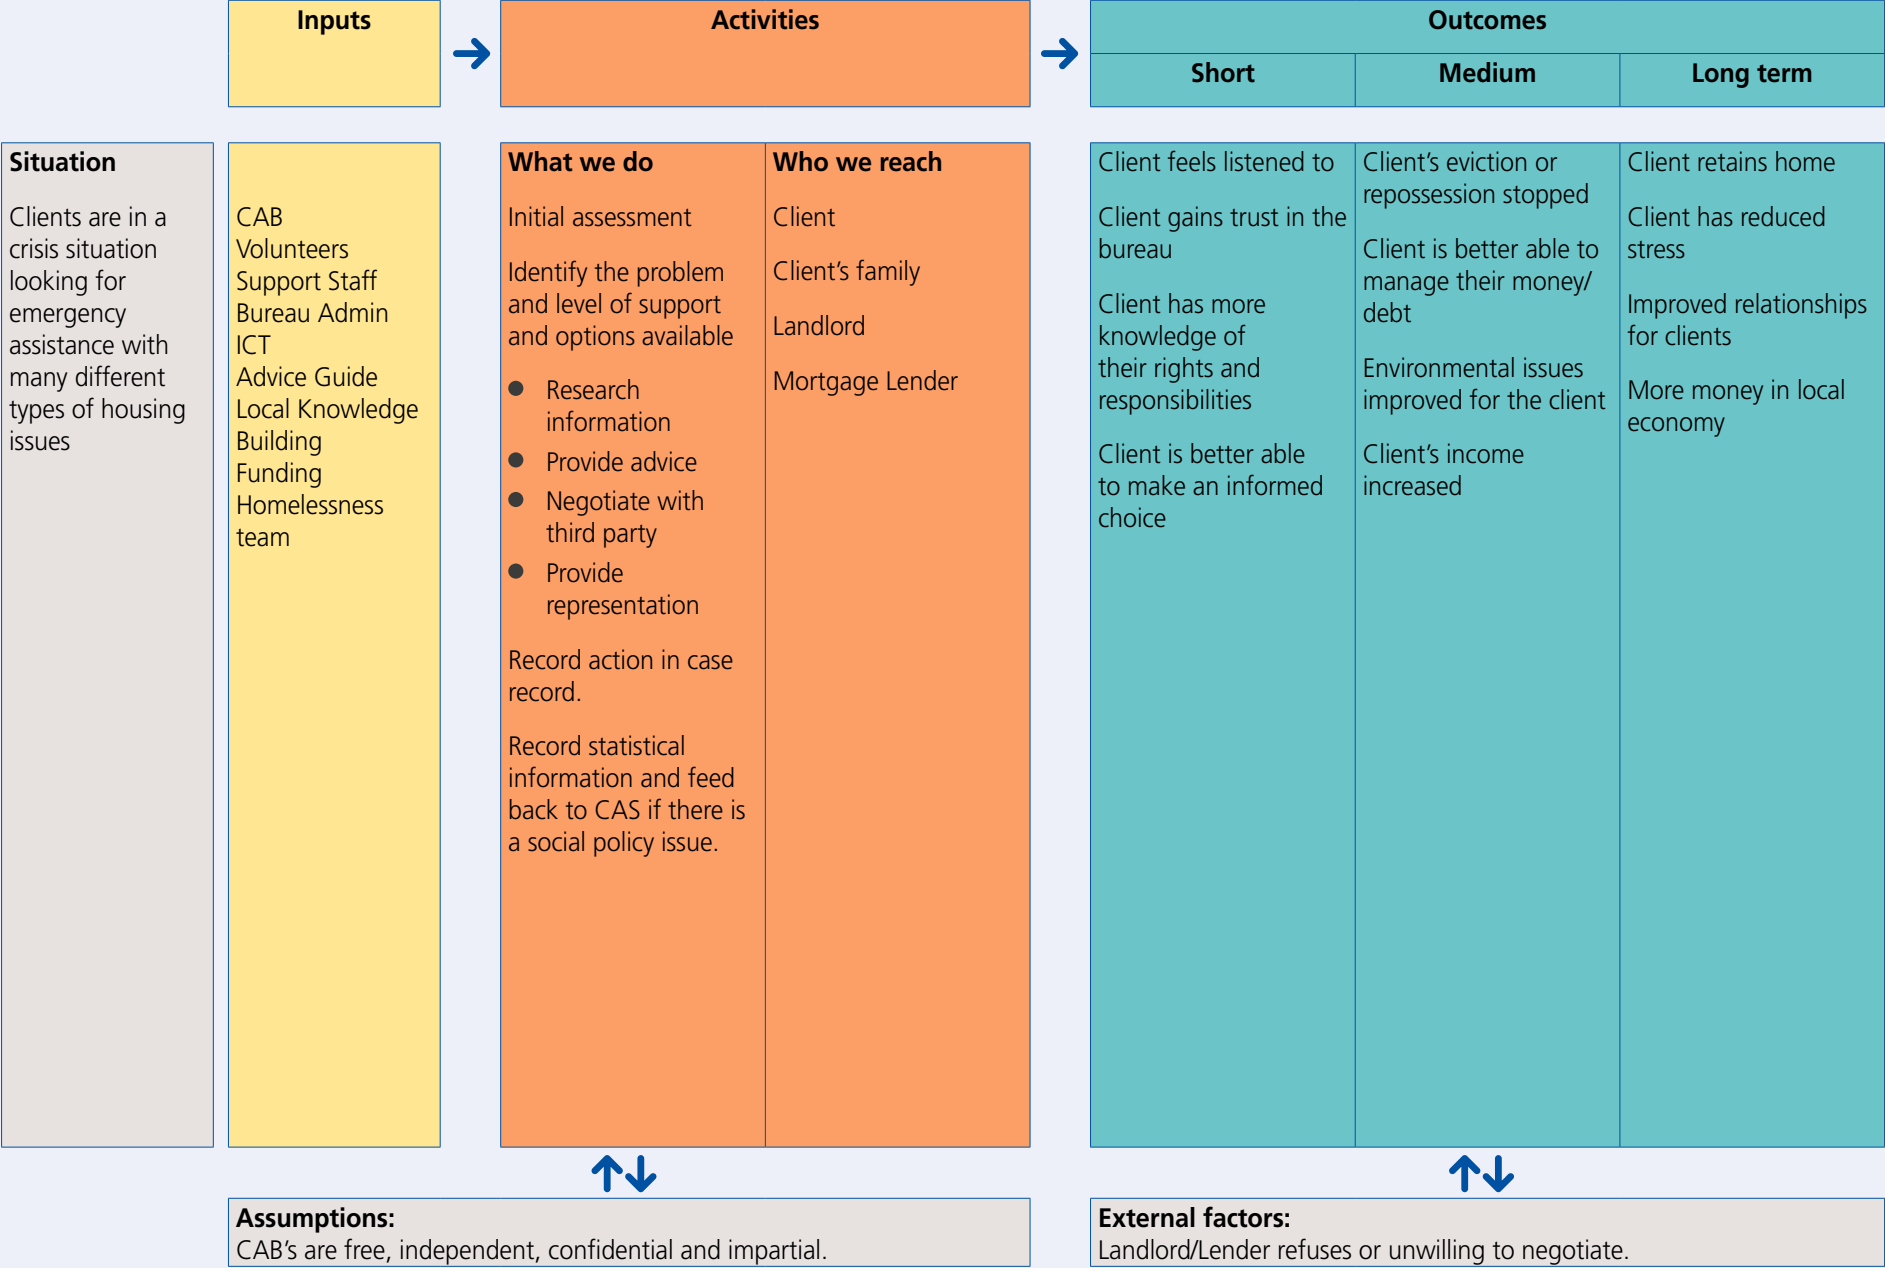 Inputs
Activities
Outcomes
Short
Medium
Long term
Situation
Clients are in a
crisis situation
looking for
emergency
assistance with
many different
types of housing
issues
CAB
Volunteers
Support Staff
Bureau Admin
ICT
Advice Guide
Local Knowledge
Building
Funding
Homelessness
team
What we do
Initial assessment
Identify the problem
and level of support
and options available
● Research
information
● Provide advice
● Negotiate with
third party
● Provide
representation
Record action in case
record.
Record statistical
information and feed
back to CAS if there is
a social policy issue.
Who we reach
Client
Client’s family
Landlord
Mortgage Lender
Client feels listened to
Client gains trust in the
bureau
Client has more
knowledge of
their rights and
responsibilities
Client is better able
to make an informed
choice
Client’s eviction or
repossession stopped
Client is better able to
manage their money/
debt
Environmental issues
improved for the client
Client’s income
increased
Client retains home
Client has reduced
stress
Improved relationships
for clients
More money in local
economy
Assumptions:
CAB’s are free, independent, confidential and impartial.
External factors:
Landlord/Lender refuses or unwilling to negotiate.